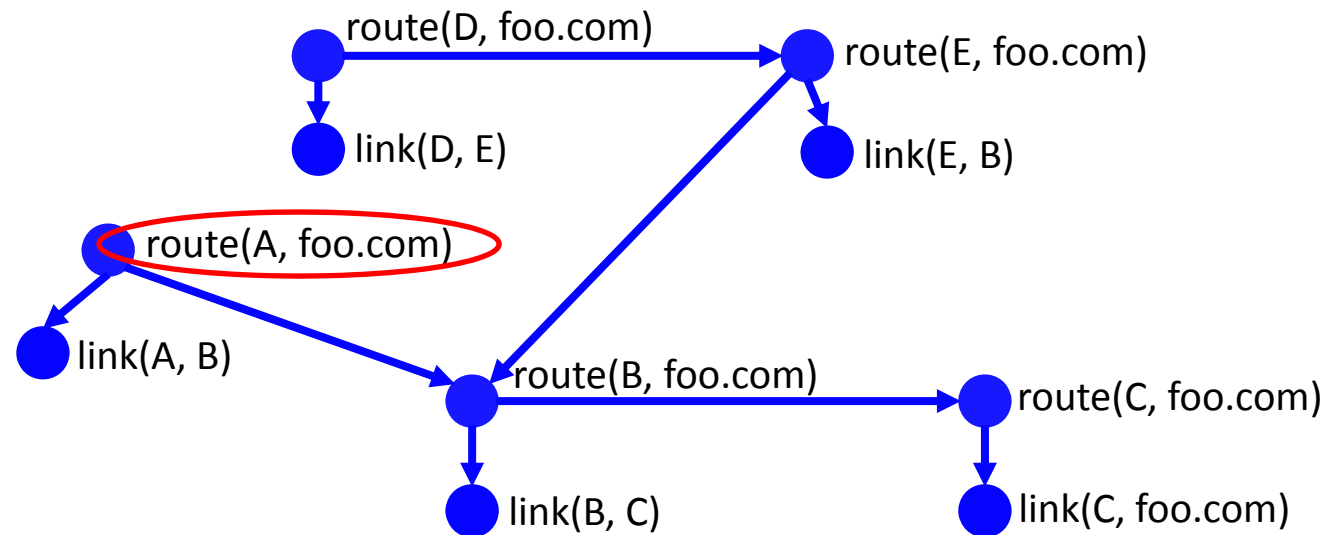 route(D, foo.com)
route(E, foo.com)
link(D, E)
link(E, B)
route(A, foo.com)
link(A, B)
route(B, foo.com)
route(C, foo.com)
link(B, C)
link(C, foo.com)